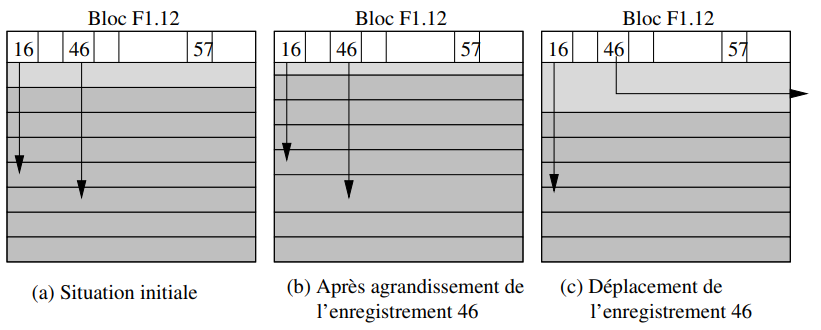 Bloc F1.12
16 46 57
(a) Situation initiale
Bloc F1.12
16 46 57
(b) Après agrandissement de
l'enregistrement 46
Bloc F1.12
16 46 57
(c) Déplacement de
l'enregistrement 46